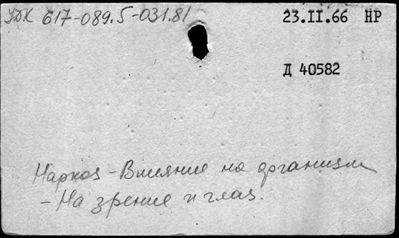 УДК 617-089.5-031.81 23.II.66 НР
Д 40582
Наркоз - Влияние на организм
- На зрение и глаз.